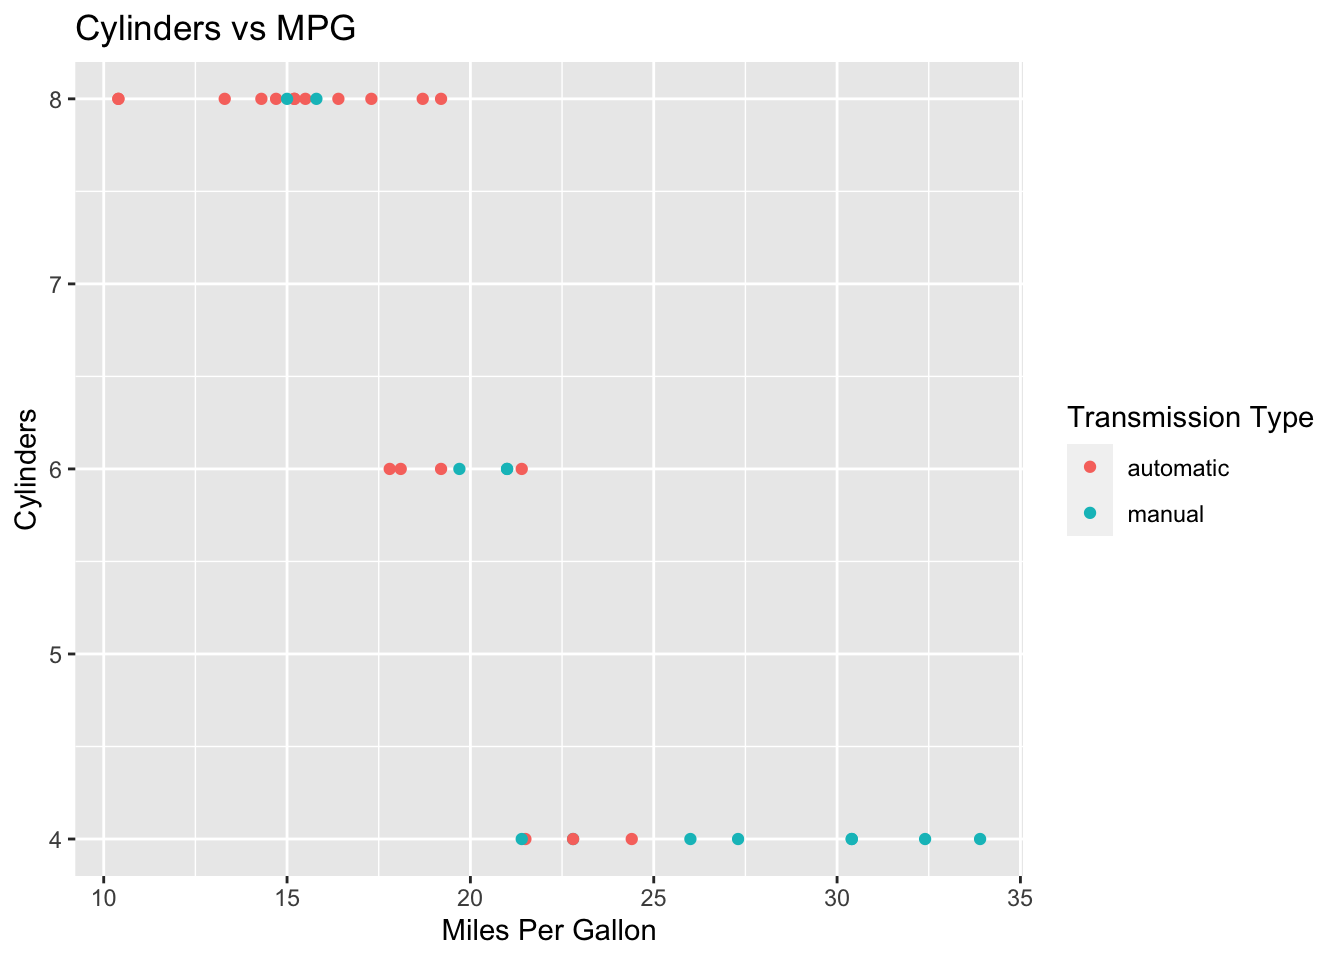 Cylinders vs MPG
8
7
6
5
4
Cylinders
10 15 20 25 30 35
Miles Per Gallon
Transmission Type
automatic
manual